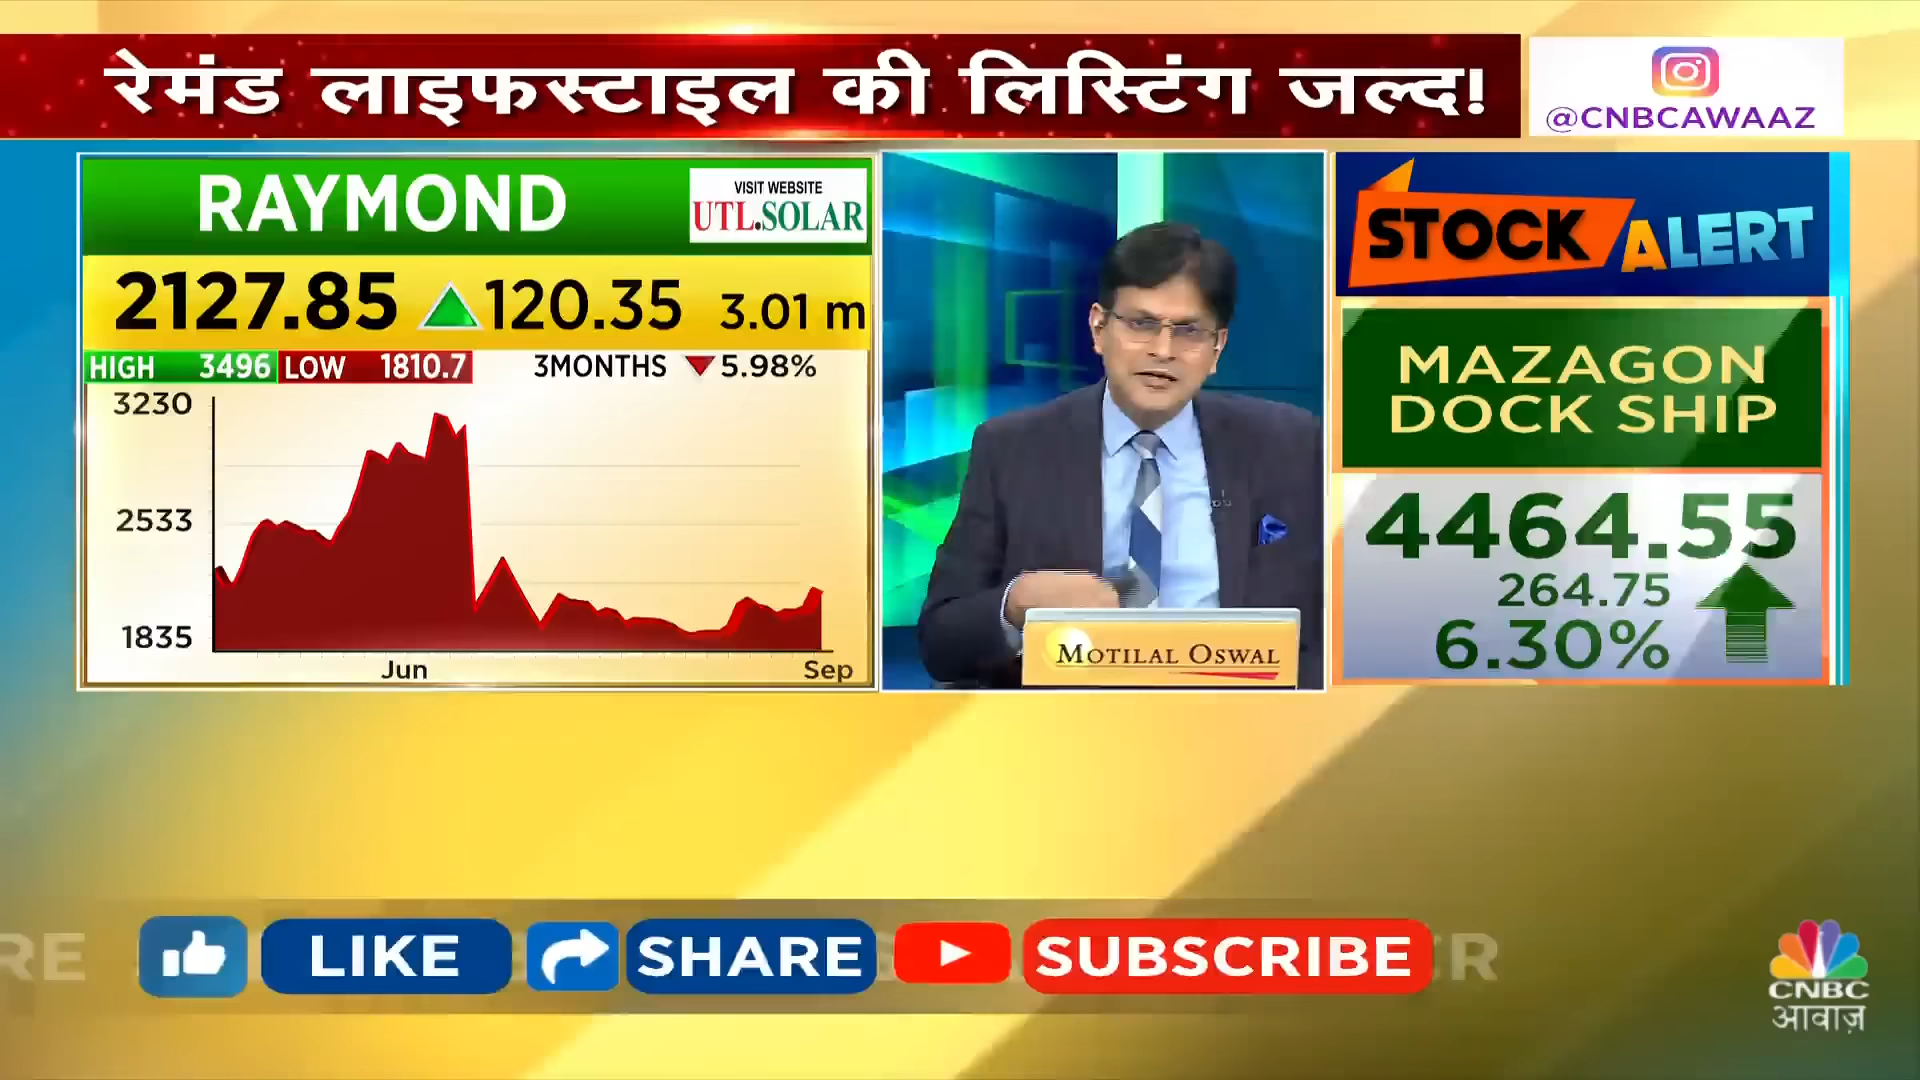 रेमंड लाइफस्टाइल की लिस्टिंग जल्द!
@CNBCAWAAZ
RAYMOND
VISIT WEBSITE
UTL.SOLAR
2127.85 120.35 3.01 m
HIGH 3496 LOW 1810.7 3MONTHS 5.98%
3230
2533
1835
Jun Sep
MOTILAL OSWAL
STOCK ALERT
MAZAGON
DOCK SHIP
4464.55
264.75
6.30%
RE LIKE SHARE SUBSCRIBE R
CNBC
आवाज़